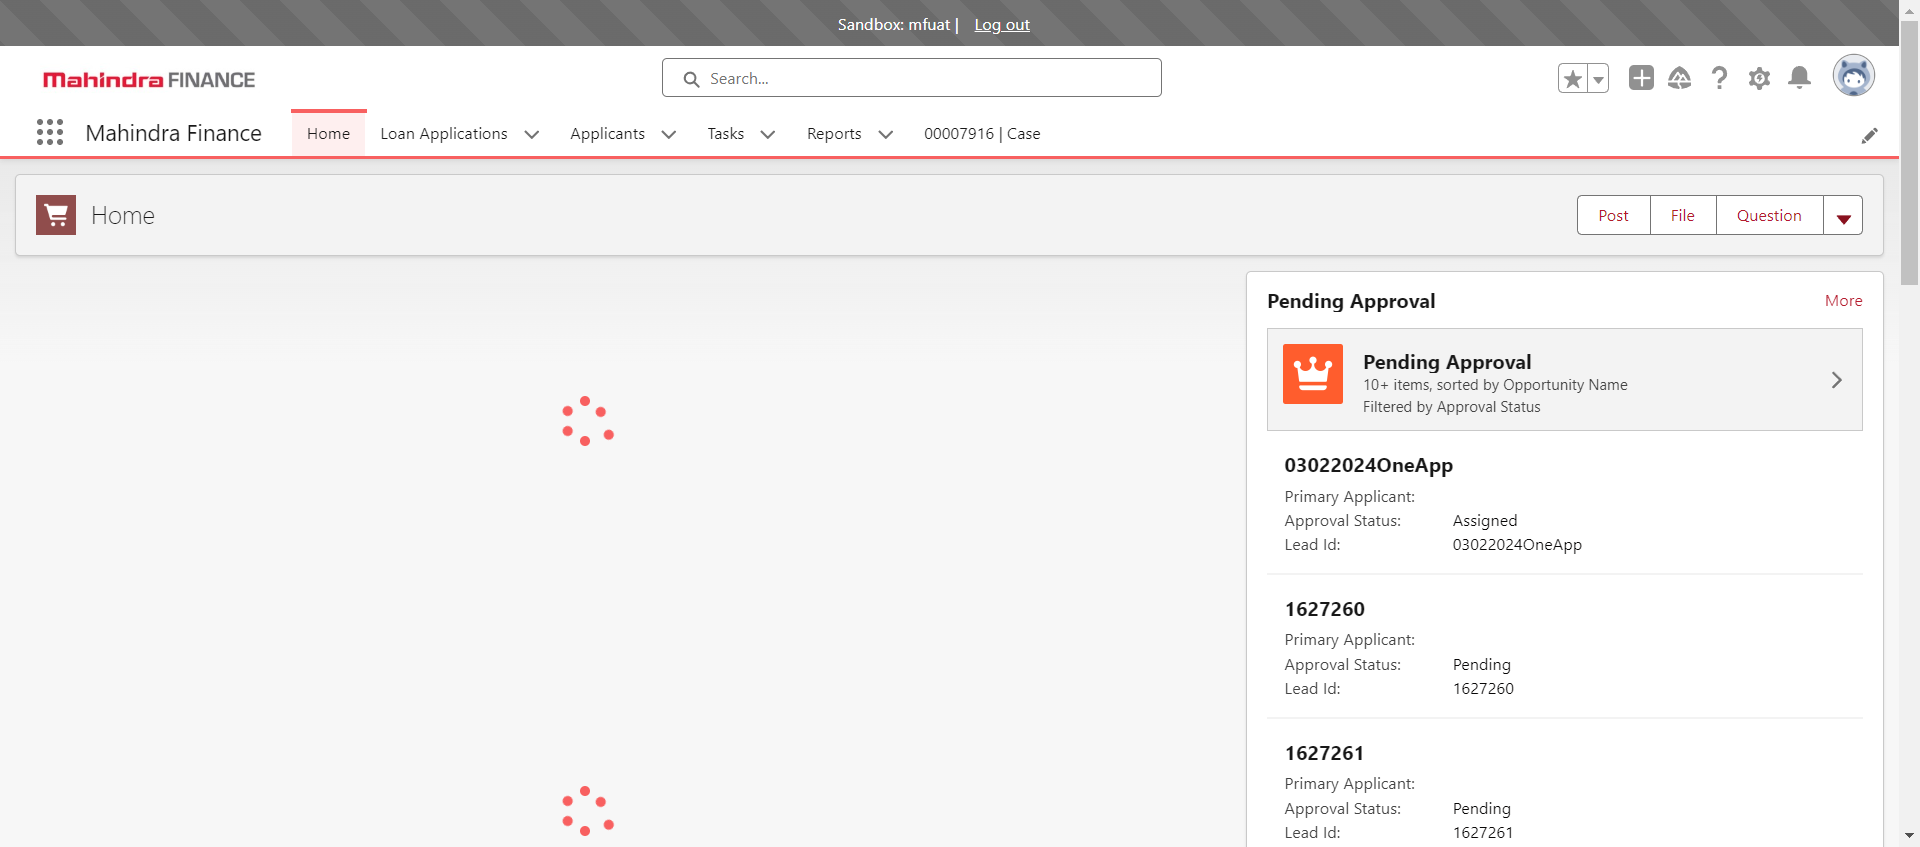 Sandbox: mfuat | Log out
Mahindra FINANCE
Search...
Mahindra Finance
Home
Loan Applications
Applicants
Tasks
Reports
00007916 | Case
Home
Post
File
Question
Pending Approval
More
Pending Approval
10+ items, sorted by Opportunity Name
Filtered by Approval Status
03022024OneApp
Primary Applicant:
Approval Status: Assigned
Lead Id: 03022024OneApp
1627260
Primary Applicant:
Approval Status: Pending
Lead Id: 1627260
1627261
Primary Applicant:
Approval Status: Pending
Lead Id: 1627261